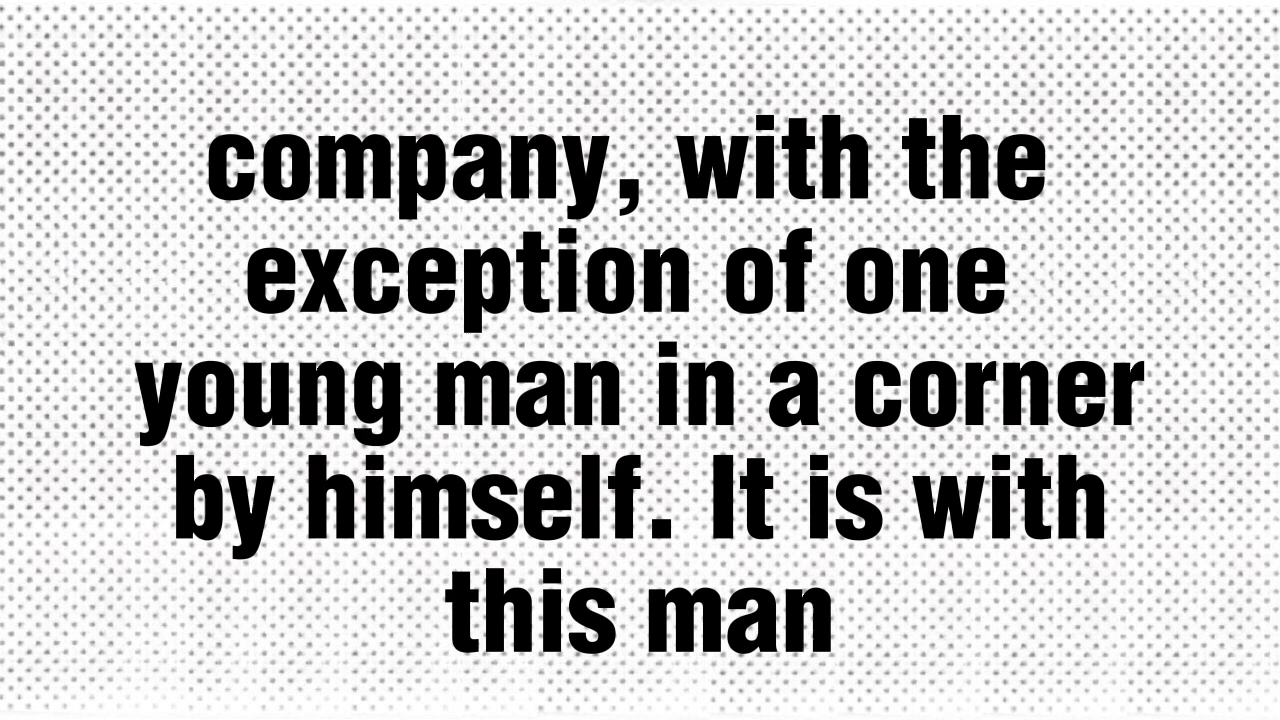 company, with the
exception of one
young man in a corner
by himself. It is with
this man